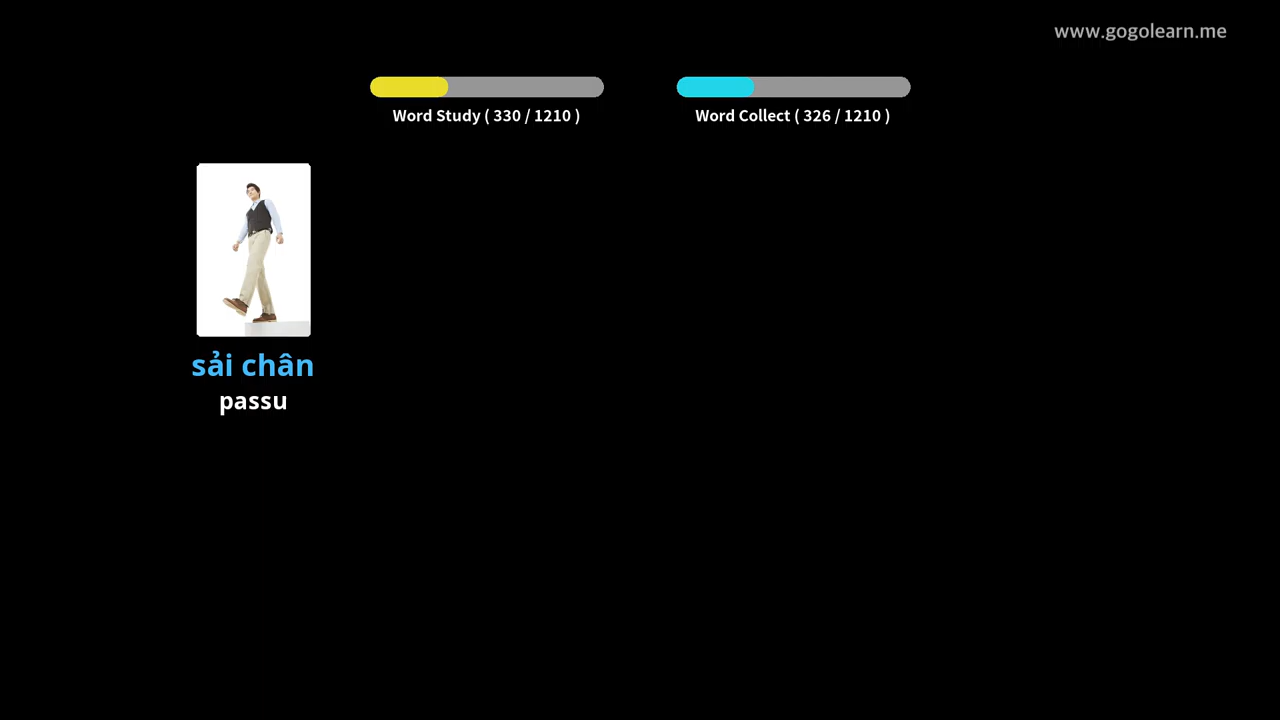 www.gogolearn.me
Word Study ( 330 / 1210 )
Word Collect ( 326 / 1210 )
sải chân
passu